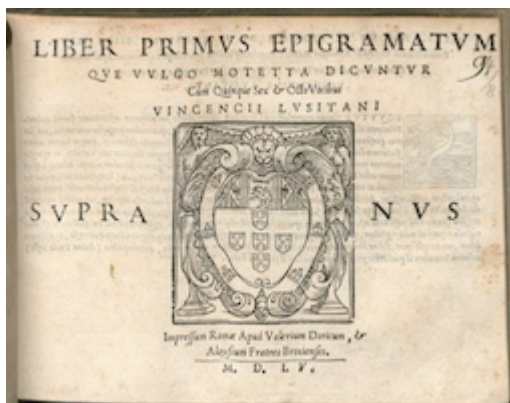 LIBER PRIMVS EPIGRAMATVM
QVE VVLGO MOTETTA DICVNTVR
Cum Quinque Sex & Octo Vocibus
VINCENCII LVSITANI
SVPRA NVS
Impressum Romæ Apud Valerium Doricum, &
Aloysium Fratres Brixienses.
M. D. LV.